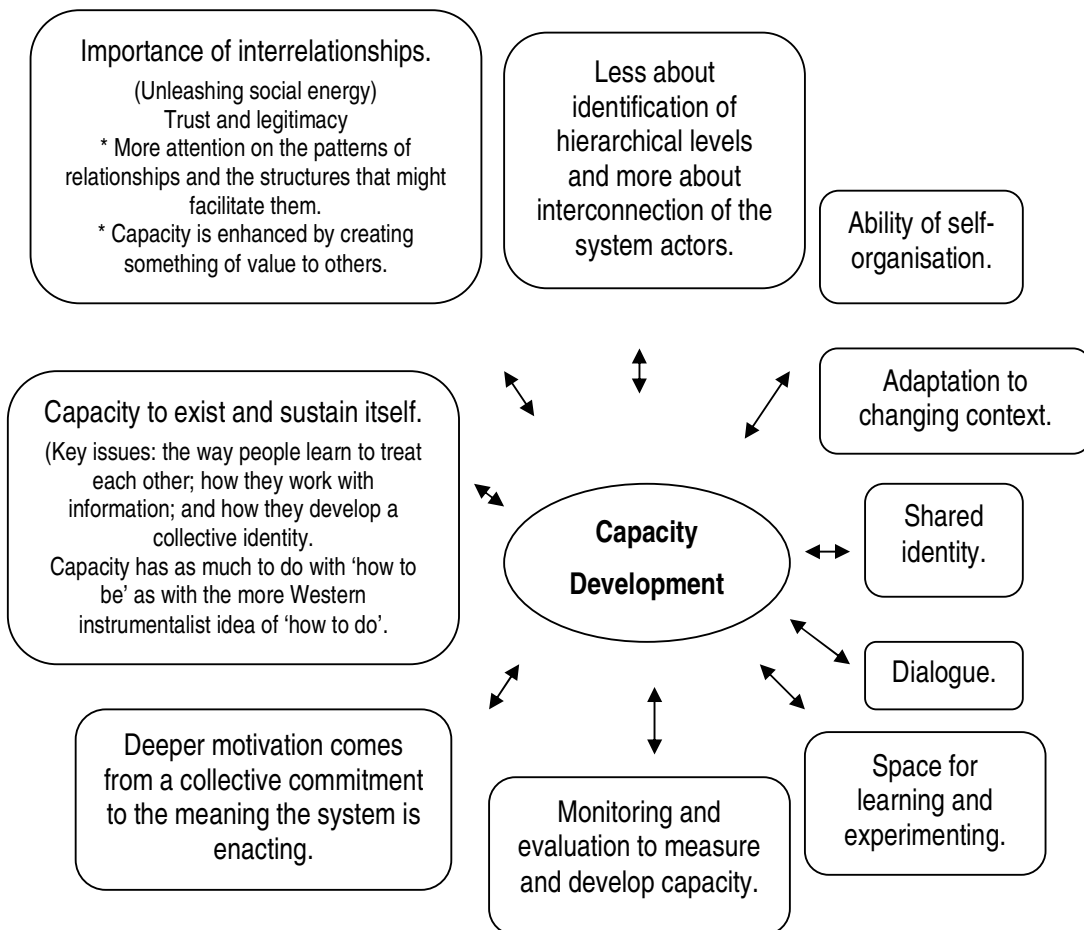 Importance of interrelationships.
(Unleashing social energy)
Trust and legitimacy
* More attention on the patterns of
relationships and the structures that might
facilitate them.
* Capacity is enhanced by creating
something of value to others.
Less about
identification of
hierarchical levels
and more about
interconnection of the
system actors.
Ability of self-
organisation.
Adaptation to
changing context.
Capacity to exist and sustain itself.
(Key issues: the way people learn to treat
each other; how they work with
information; and how they develop a
collective identity.
Capacity has as much to do with ‘how to
be’ as with the more Western
instrumentalist idea of ‘how to do’.
Capacity
Development
Shared
identity.
Dialogue.
Deeper motivation comes
from a collective commitment
to the meaning the system is
enacting.
Monitoring and
evaluation to measure
and develop capacity.
Space for
learning and
experimenting.